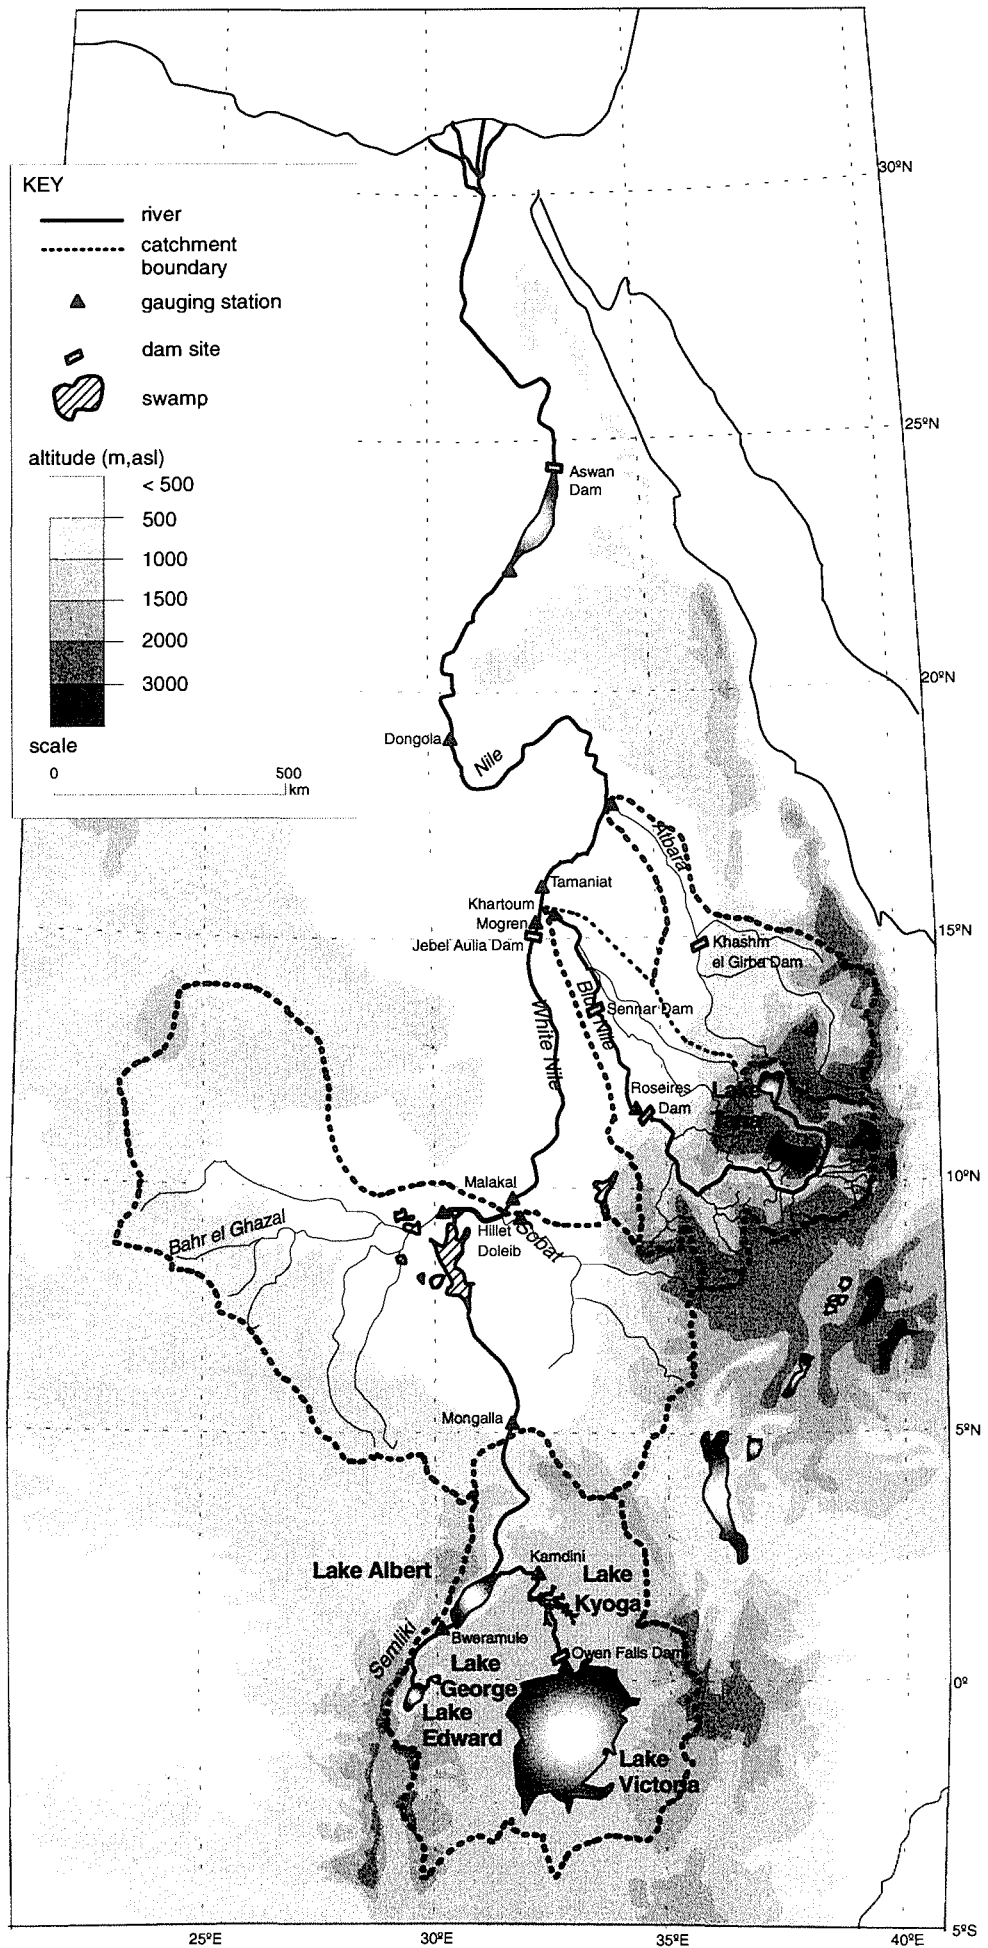 30ºN
KEY
river
catchment
boundary
gauging station
dam site
swamp
altitude (m,asl)
< 500
500
1000
1500
2000
3000
scale
0
500
km
25ºN
Aswan
Dam
20ºN
Dongola
Nile
Atbara
Tamaniat
Khartoum
Mogren
Jebel Aulia Dam
15ºN
Khashm
el Girba Dam
Blue Nile
Sennar Dam
White Nile
Roseires
Dam
Lake
Tana
10ºN
Malakal
Hillet
Doleib
Sobat
Bahr el Ghazal
Mongalla
5ºN
Kamdini
Lake Albert
Lake
Kyoga
Semliki
Bweramule
Owen Falls Dam
Lake
George
Lake
Edward
0º
Lake
Victoria
25ºE
30ºE
35ºE
40ºE
5ºS